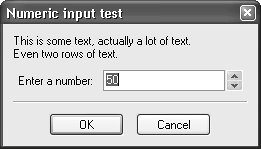 Numeric input test
This is some text, actually a lot of text.
Even two rows of text.
Enter a number: 50
OK Cancel